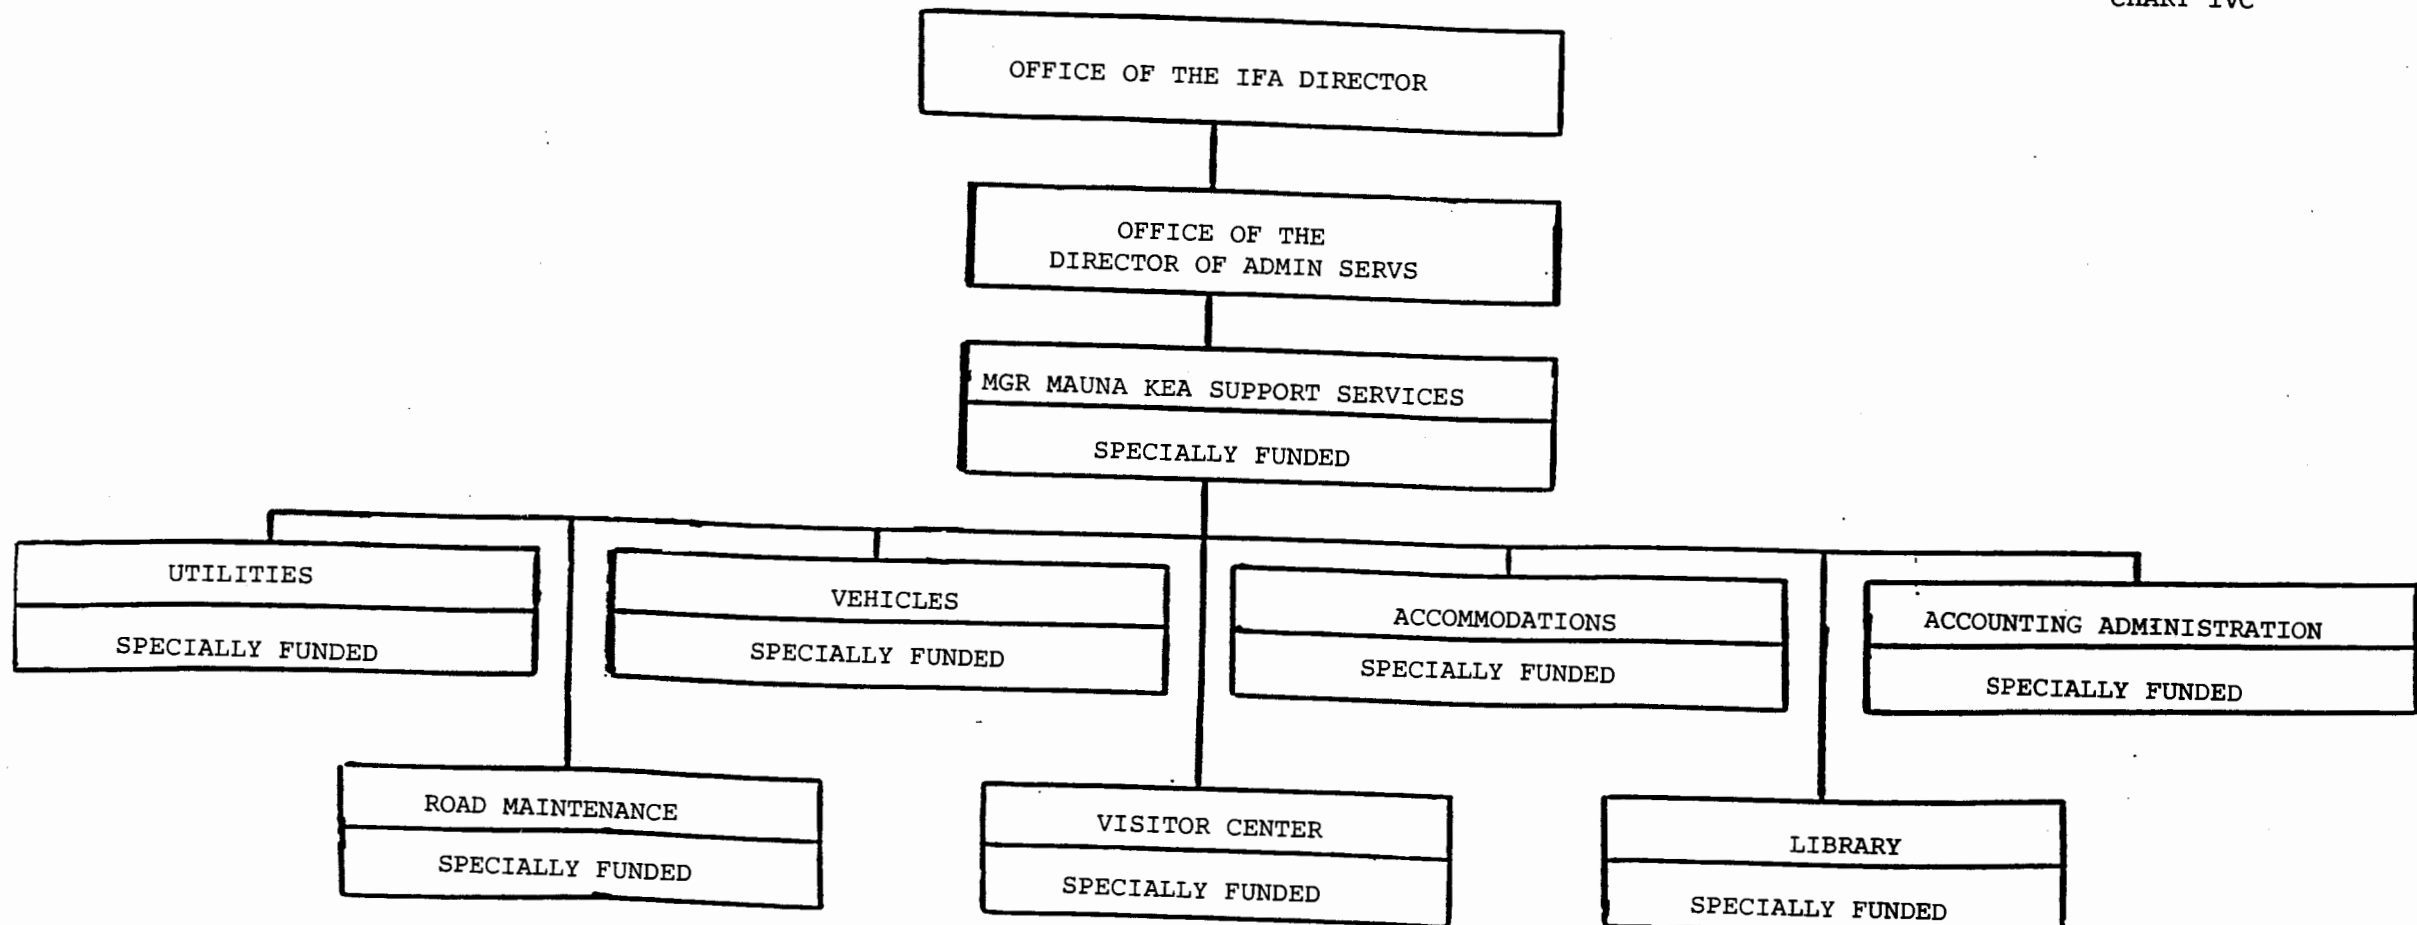 CHART IVC
OFFICE OF THE IFA DIRECTOR
OFFICE OF THE
DIRECTOR OF ADMIN SERVS
MGR MAUNA KEA SUPPORT SERVICES
SPECIALLY FUNDED
UTILITIES
SPECIALLY FUNDED
VEHICLES
SPECIALLY FUNDED
ACCOMMODATIONS
SPECIALLY FUNDED
ACCOUNTING ADMINISTRATION
SPECIALLY FUNDED
ROAD MAINTENANCE
SPECIALLY FUNDED
VISITOR CENTER
SPECIALLY FUNDED
LIBRARY
SPECIALLY FUNDED